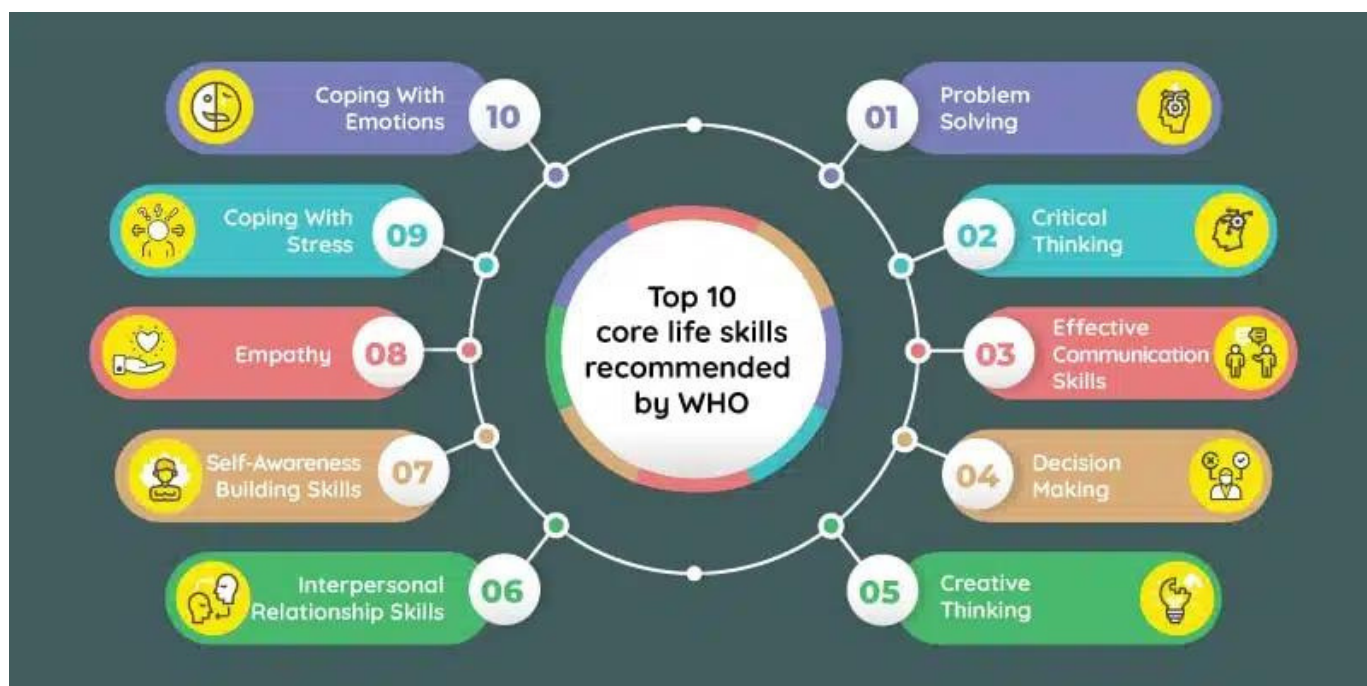 Top 10
core life skills
recommended
by WHO
01
Problem
Solving
02
Critical
Thinking
03
Effective
Communication
Skills
04
Decision
Making
05
Creative
Thinking
06
Interpersonal
Relationship Skills
07
Self-Awareness
Building Skills
08
Empathy
09
Coping With
Stress
10
Coping With
Emotions